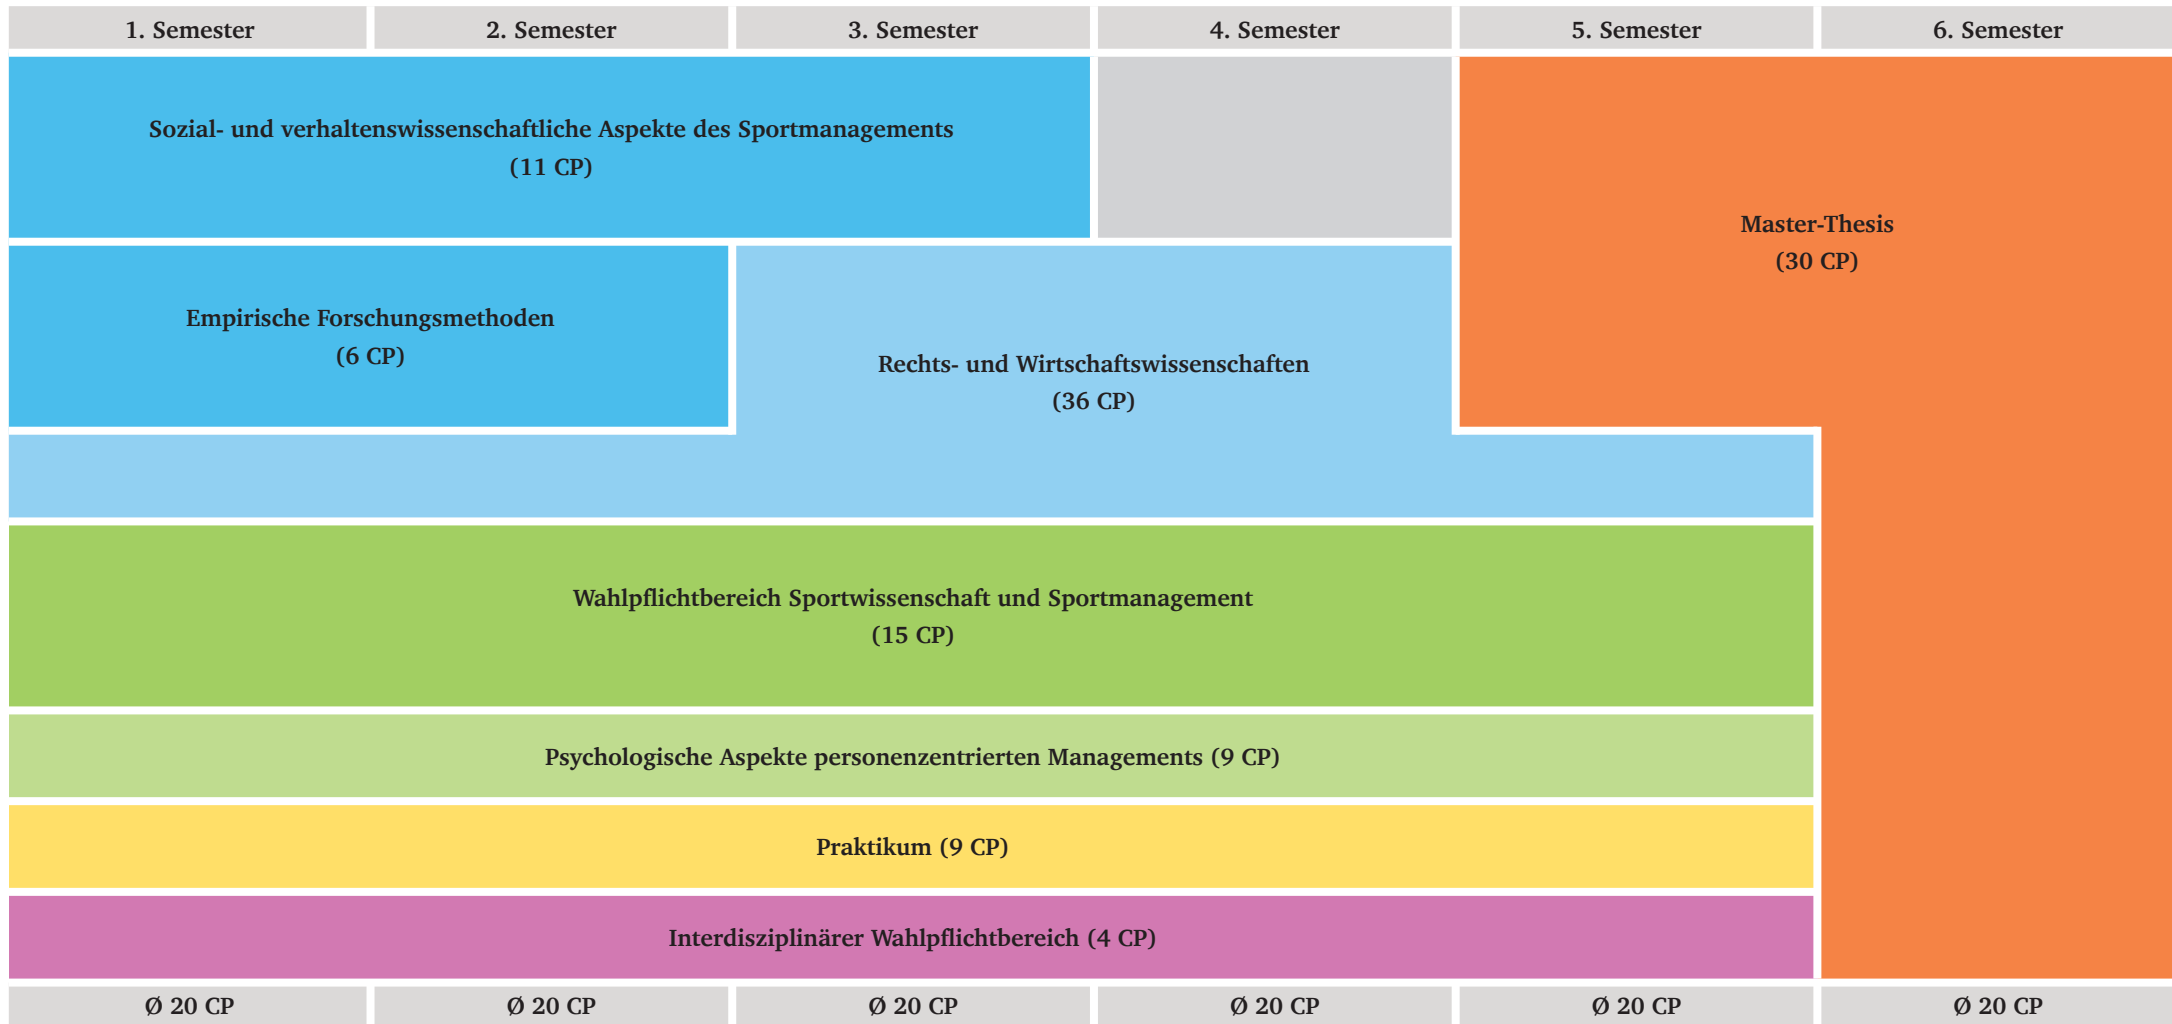 1. Semester
2. Semester
3. Semester
4. Semester
5. Semester
6. Semester
Sozial- und verhaltenswissenschaftliche Aspekte des Sportmanagements
(11 CP)
Master-Thesis
(30 CP)
Empirische Forschungsmethoden
(6 CP)
Rechts- und Wirtschaftswissenschaften
(36 CP)
Wahlpflichtbereich Sportwissenschaft und Sportmanagement
(15 CP)
Psychologische Aspekte personenzentrierten Managements (9 CP)
Praktikum (9 CP)
Interdisziplinärer Wahlpflichtbereich (4 CP)
Ø 20 CP
Ø 20 CP
Ø 20 CP
Ø 20 CP
Ø 20 CP
Ø 20 CP